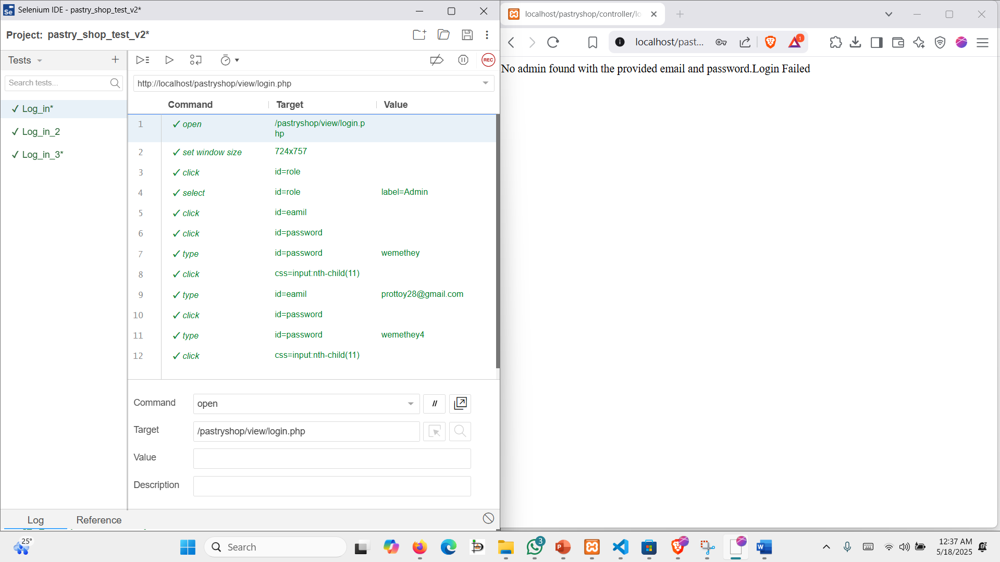 Selenium IDE - pastry_shop_test_v2*
Project: pastry_shop_test_v2*
Tests
Search tests...
✓ Log_in*
✓ Log_in_2
✓ Log_in_3*
REC
http://localhost/pastryshop/view/login.php
Command Target Value
1 ✓ open /pastryshop/view/login.p
hp
2 ✓ set window size 724x757
3 ✓ click id=role
4 ✓ select id=role label=Admin
5 ✓ click id=eamil
6 ✓ click id=password
7 ✓ type id=password wemethey
8 ✓ click css=input:nth-child(11)
9 ✓ type id=eamil prottoy28@gmail.com
10 ✓ click id=password
11 ✓ type id=password wemethey4
12 ✓ click css=input:nth-child(11)
Command open //
Target /pastryshop/view/login.php
Value
Description
Log Reference
localhost/pastryshop/controller/lo
localhost/past... 1
No admin found with the provided email and password.Login Failed
25°
Search
3
12:37 AM
5/18/2025